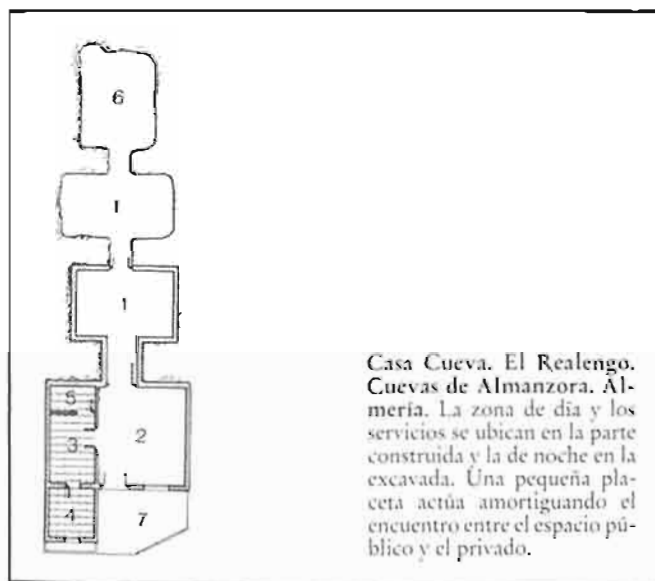 6
1
1
5
2
3
4
7
Casa Cueva. El Realengo.
Cuevas de Almanzora. Al-
mería. La zona de día y los
servicios se ubican en la parte
construida y la de noche en la
excavada. Una pequeña pla-
ceta actúa amortiguando el
encuentro entre el espacio pú-
blico y el privado.